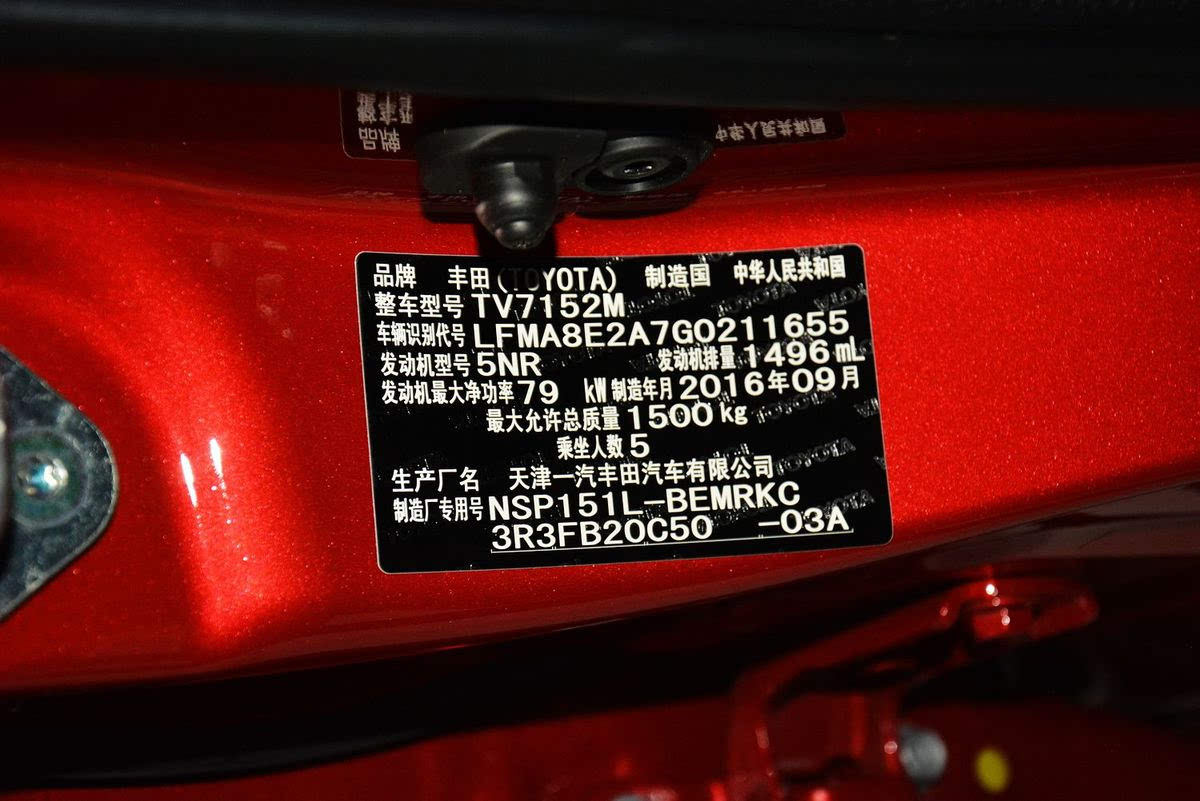 品牌 丰田(TOYOTA) 制造国 中华人民共和国
整车型号 TV7152M
车辆识别代号 LFMA8E2A7G0211655
发动机型号 5NR 发动机排量 1496 mL
发动机最大净功率 79 kW 制造年月 2016年09月
最大允许总质量 1500 kg
乘坐人数 5
生产厂名 天津一汽丰田汽车有限公司
制造厂专用号 NSP151L-BEMRKC
3R3FB20C50 -03A